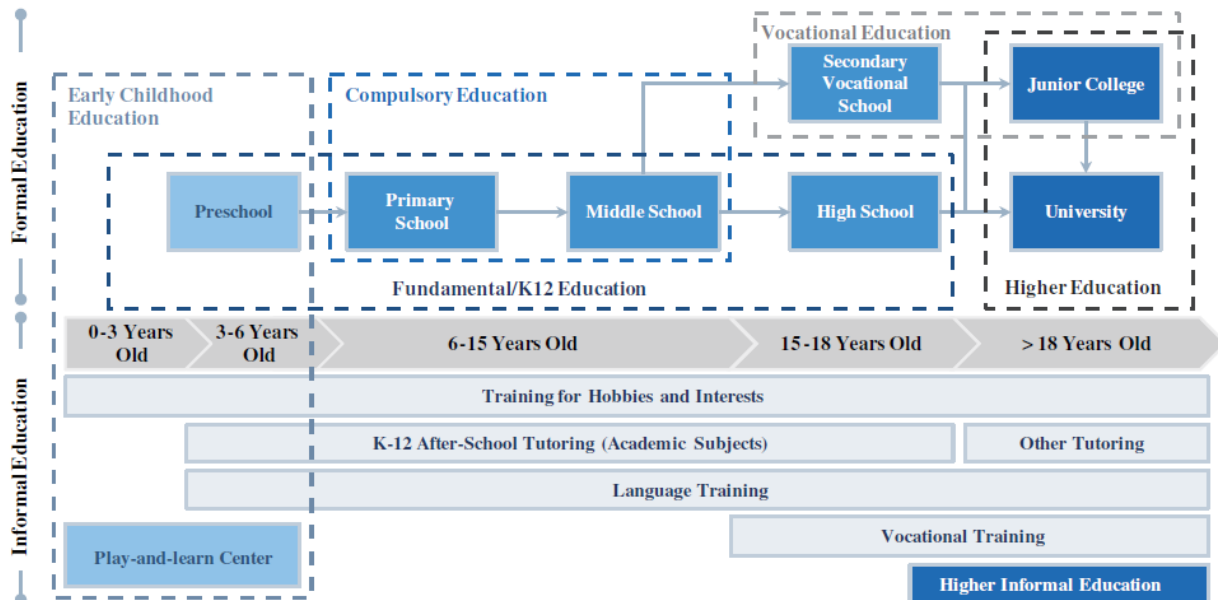 Formal Education
Informal Education
Vocational Education
Early Childhood
Education
Compulsory Education
Secondary
Vocational
School
Junior College
Preschool
Primary
School
Middle School
High School
University
Fundamental/K12 Education
Higher Education
0-3 Years
Old
3-6 Years
Old
6-15 Years Old
15-18 Years Old
> 18 Years Old
Training for Hobbies and Interests
K-12 After-School Tutoring (Academic Subjects)
Other Tutoring
Language Training
Vocational Training
Play-and-learn Center
Higher Informal Education